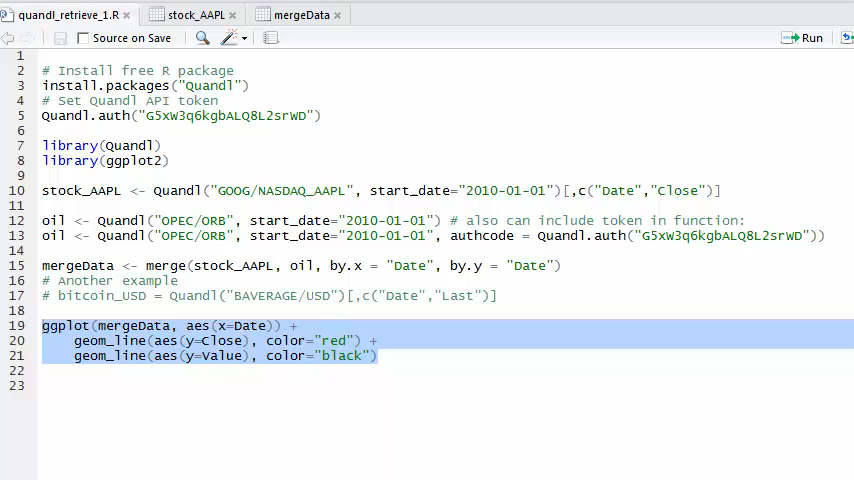 quandl_retrieve_1.R × stock_AAPL × mergeData ×
Source on Save Run
1
2 # Install free R package
3 install.packages("Quandl")
4 # Set Quandl API token
5 Quandl.auth("G5xW3q6kgbALQ8L2srWD")
6
7 library(Quandl)
8 library(ggplot2)
9
10 stock_AAPL <- Quandl("GOOG/NASDAQ_AAPL", start_date="2010-01-01")[,c("Date","Close")]
11
12 oil <- Quandl("OPEC/ORB", start_date="2010-01-01") # also can include token in function:
13 oil <- Quandl("OPEC/ORB", start_date="2010-01-01", authcode = Quandl.auth("G5xW3q6kgbALQ8L2srWD"))
14
15 mergeData <- merge(stock_AAPL, oil, by.x = "Date", by.y = "Date")
16 # Another example
17 # bitcoin_USD = Quandl("BAVERAGE/USD")[,c("Date","Last")]
18
19 ggplot(mergeData, aes(x=Date)) +
20 geom_line(aes(y=Close), color="red") +
21 geom_line(aes(y=Value), color="black")
22
23